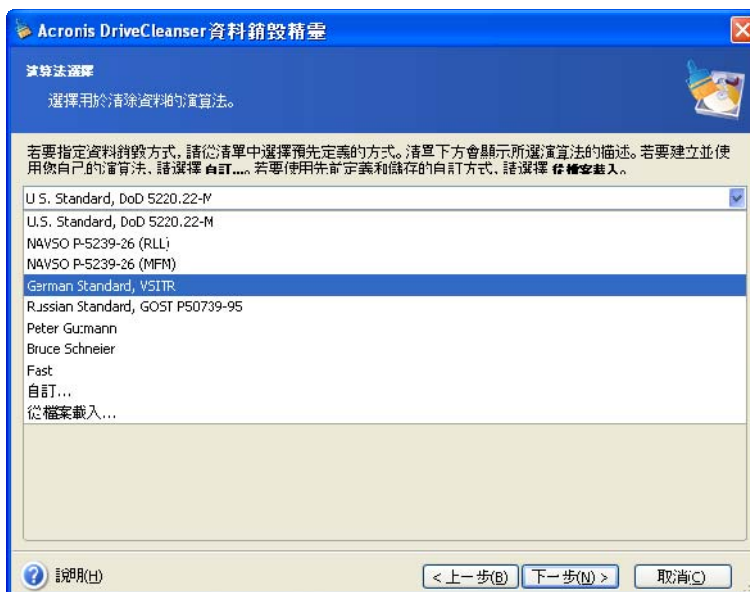 Acronis DriveCleanser資料銷毀精靈
演算法選擇
選擇用於清除資料的演算法。
若要指定資料銷毀方式，請從清單中選擇預先定義的方式。清單下方會顯示所選演算法的描述。若要建立並使
用您自己的演算法，請選擇 自訂...。若要使用先前定義和儲存的自訂方式，請選擇 從檔案載入。
U.S. Standard, DoD 5220.22-M
U.S. Standard, DoD 5220.22-M
NAVSO P-5239-26 (RLL)
NAVSO P-5239-26 (MFM)
German Standard, VSITR
Russian Standard, GOST P50739-95
Peter Gutmann
Bruce Schneier
Fast
自訂...
從檔案載入...
說明(H)
< 上一步(B)
下一步(N) >
取消(C)